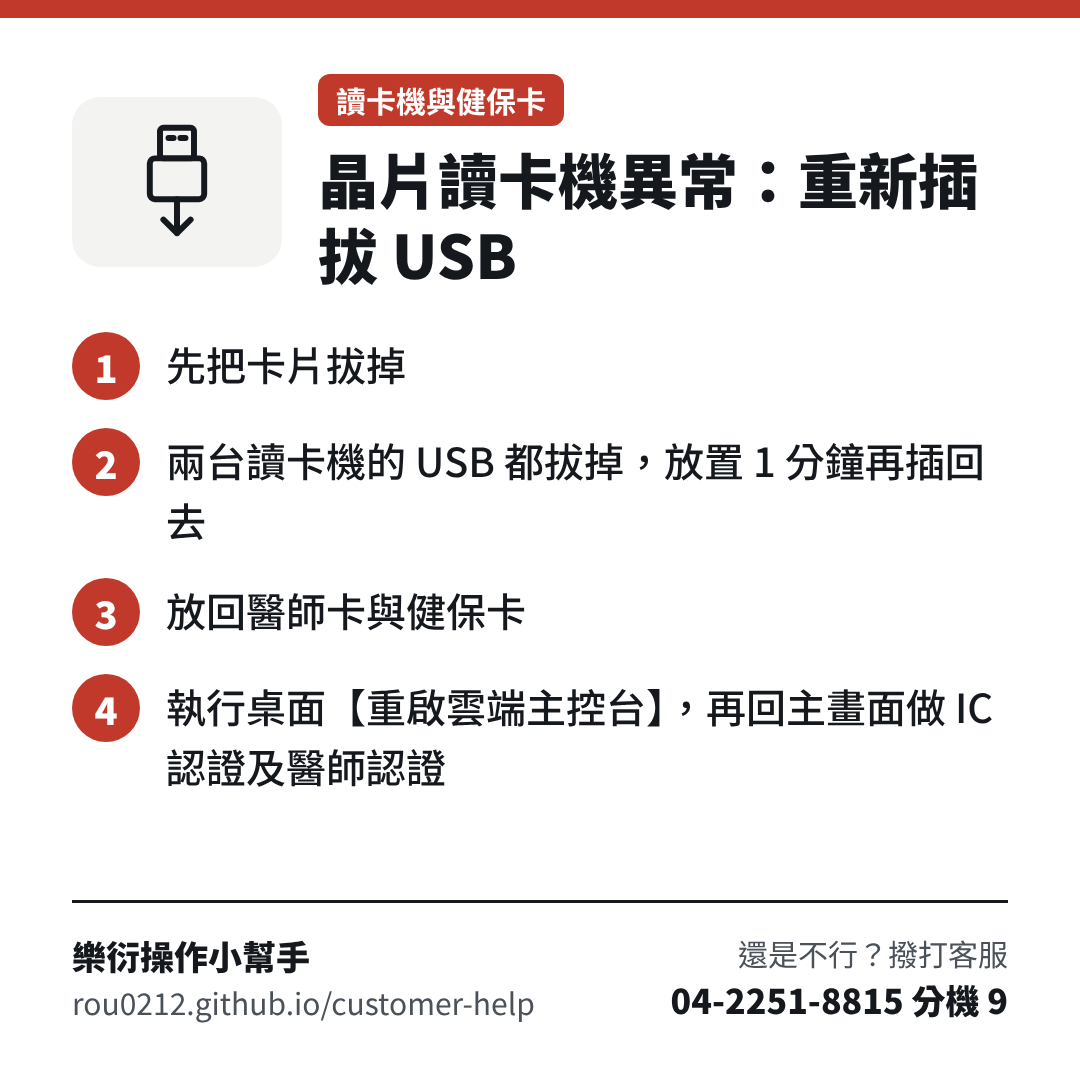 讀卡機與健保卡
晶片讀卡機異常：重新插
拔 USB
1 先把卡片拔掉
2 兩台讀卡機的 USB 都拔掉，放置 1 分鐘再插回
去
3 放回醫師卡與健保卡
4 執行桌面【重啟雲端主控台】，再回主畫面做 IC
認證及醫師認證
樂衍操作小幫手
rou0212.github.io/customer-help
還是不行？撥打客服
04-2251-8815 分機 9